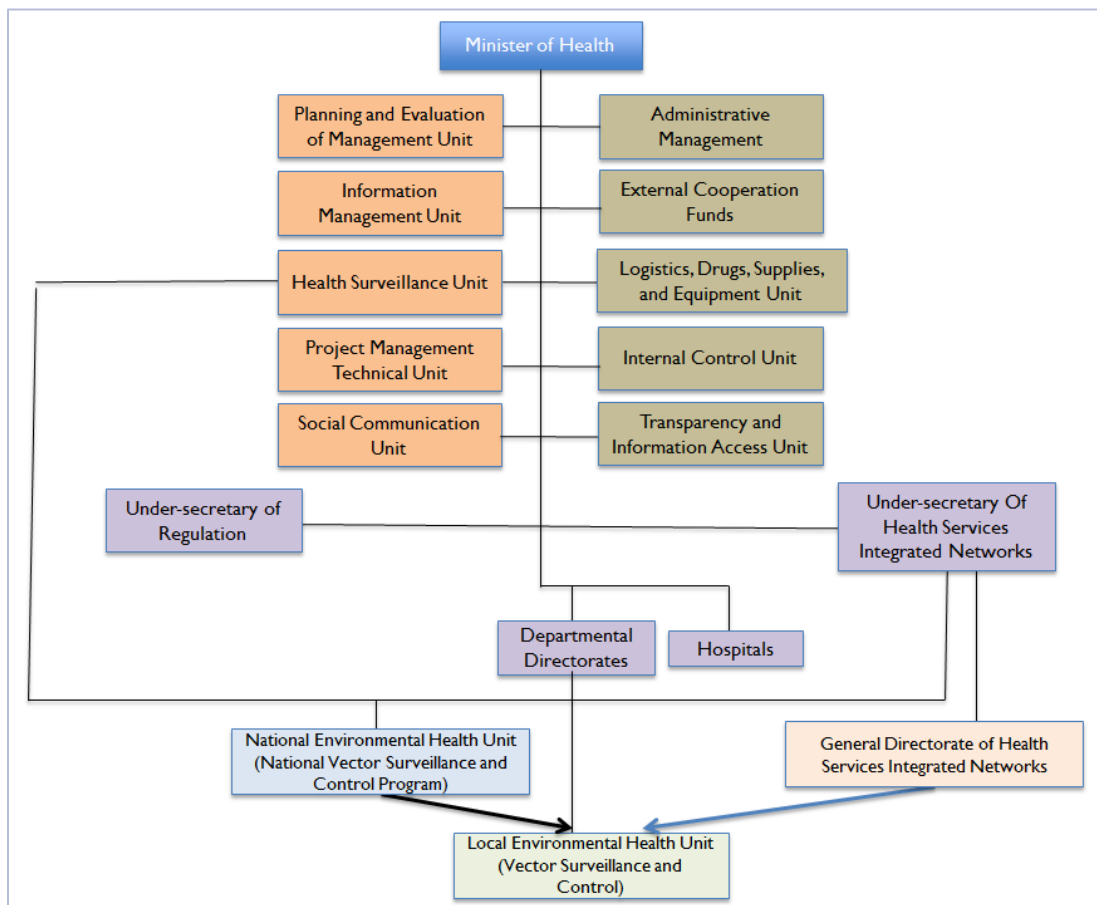 Minister of Health
Planning and Evaluation
of Management Unit
Administrative
Management
Information
Management Unit
External Cooperation
Funds
Health Surveillance Unit
Logistics, Drugs, Supplies,
and Equipment Unit
Project Management
Technical Unit
Internal Control Unit
Social Communication
Unit
Transparency and
Information Access Unit
Under-secretary of
Regulation
Under-secretary Of
Health Services
Integrated Networks
Departmental
Directorates
Hospitals
National Environmental Health Unit
(National Vector Surveillance and
Control Program)
General Directorate of Health
Services Integrated Networks
Local Environmental Health Unit
(Vector Surveillance and
Control)